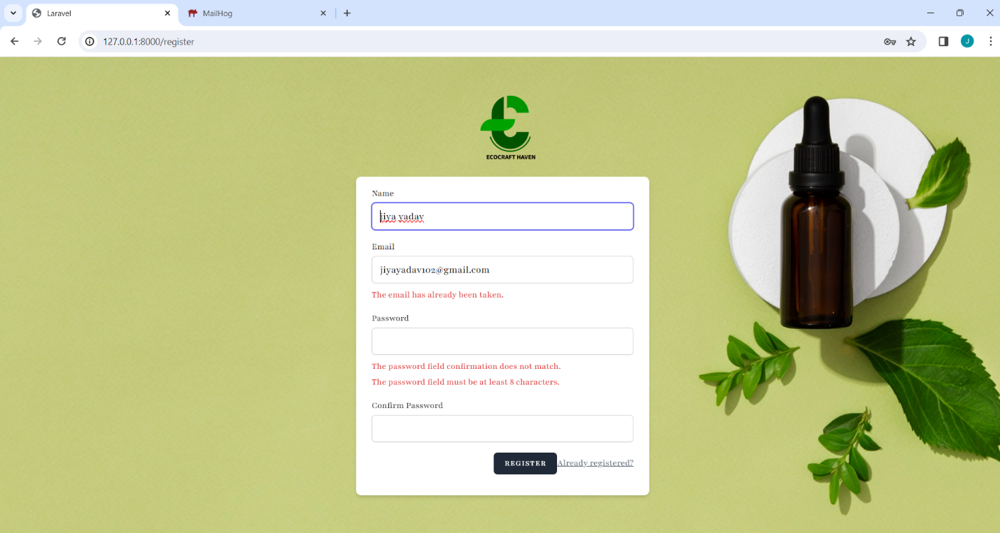 Laravel
MailHog
127.0.0.1:8000/register
J
ECOCRAFT HAVEN
Name
jiya yadav
Email
jiyayadav102@gmail.com
The email has already been taken.
Password
The password field confirmation does not match.
The password field must be at least 8 characters.
Confirm Password
REGISTER Already registered?